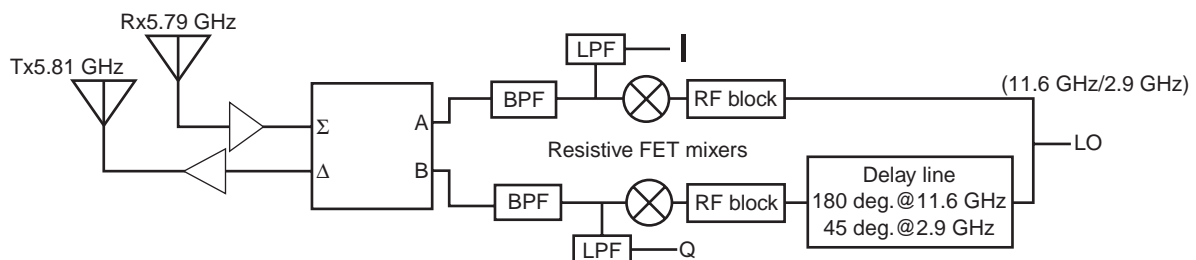 Rx5.79 GHz
Tx5.81 GHz
LPF
I
BPF
RF block
(11.6 GHz/2.9 GHz)
Σ
A
Resistive FET mixers
LO
Δ
B
Delay line
180 deg.@11.6 GHz
45 deg.@2.9 GHz
BPF
RF block
LPF
Q